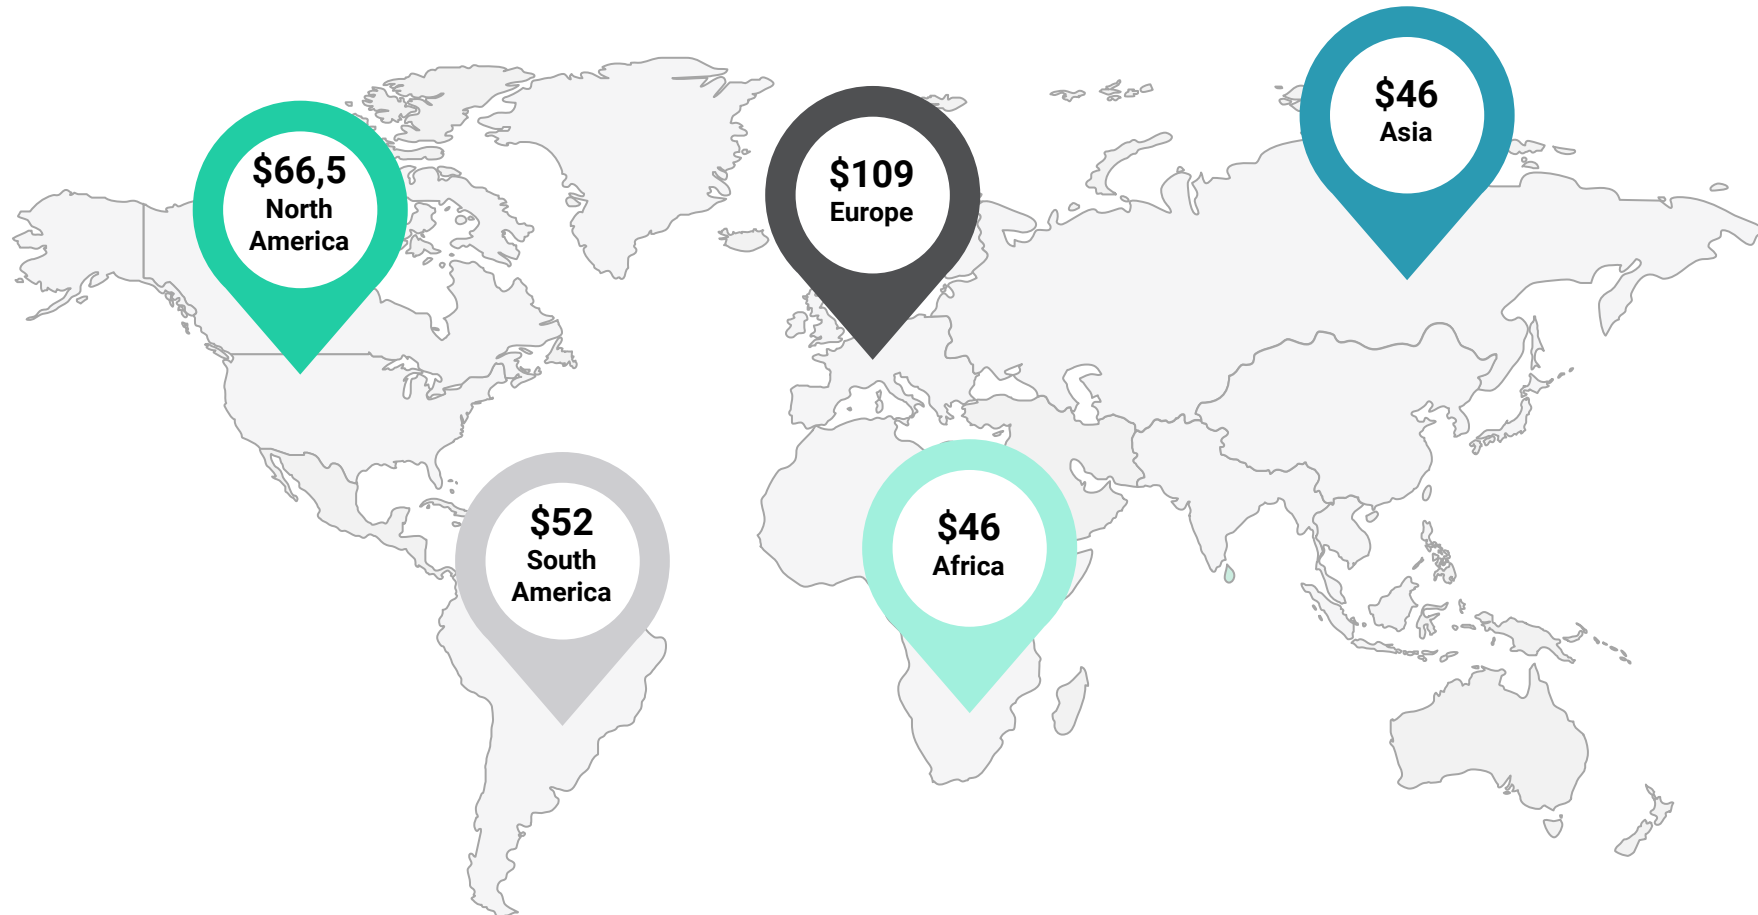 $66,5
North
America
$109
Europe
$46
Asia
$52
South
America
$46
Africa